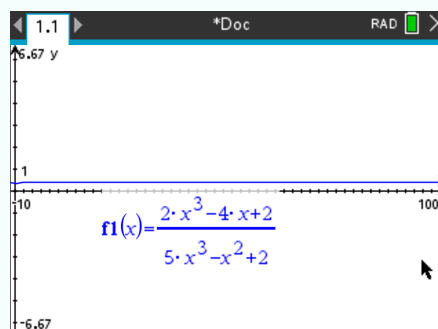 1.1
*Doc
RAD
6.67 y
1
-10
100
f1(x)=(2·x^3-4·x+2)/(5·x^3-x^2+2)
-6.67